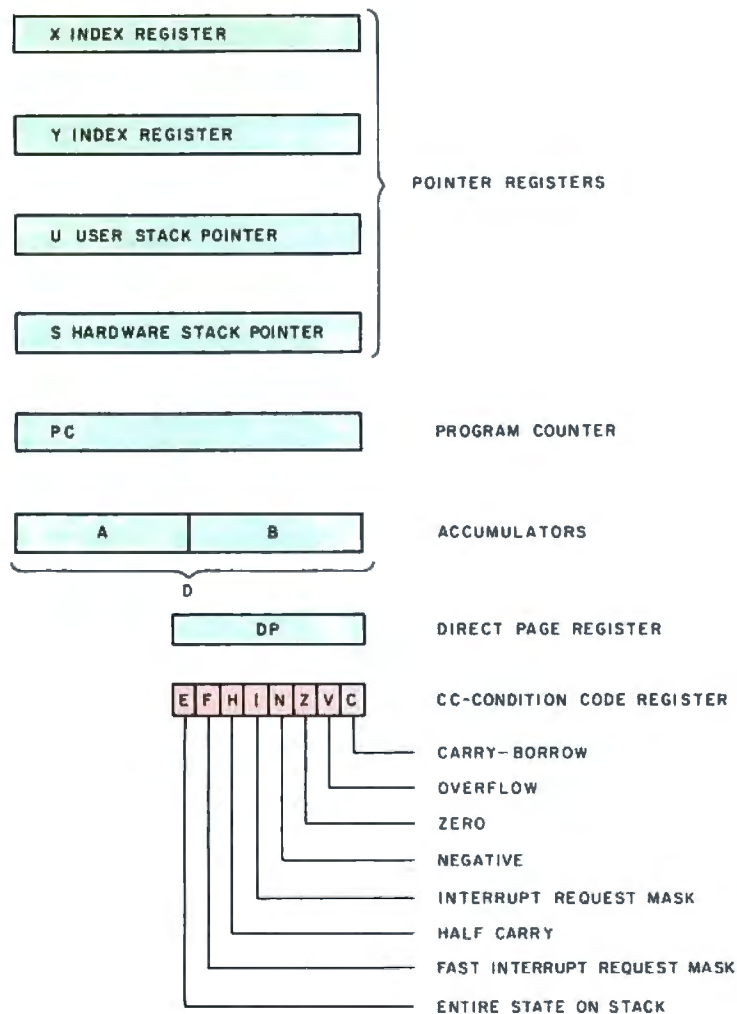 X INDEX REGISTER
Y INDEX REGISTER
POINTER REGISTERS
U USER STACK POINTER
S HARDWARE STACK POINTER
PC
PROGRAM COUNTER
A B
ACCUMULATORS
D
DP
DIRECT PAGE REGISTER
E F H I N Z V C
CC-CONDITION CODE REGISTER
CARRY-BORROW
OVERFLOW
ZERO
NEGATIVE
INTERRUPT REQUEST MASK
HALF CARRY
FAST INTERRUPT REQUEST MASK
ENTIRE STATE ON STACK